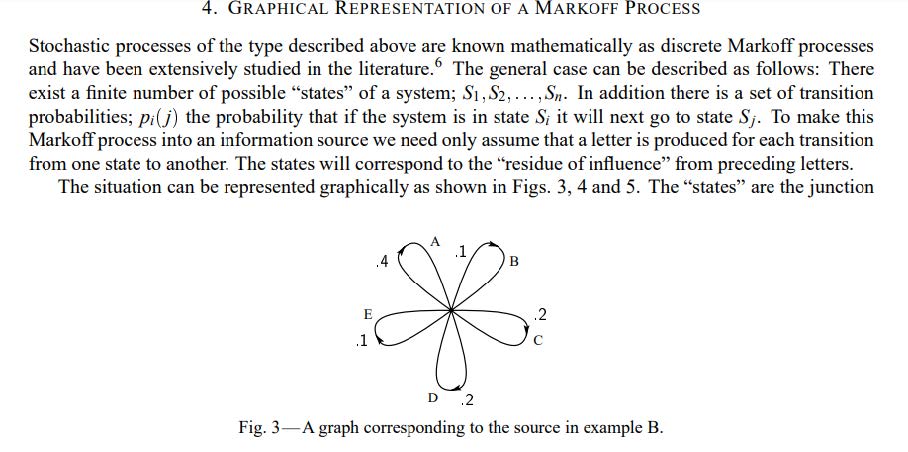 4. GRAPHICAL REPRESENTATION OF A MARKOFF PROCESS
Stochastic processes of the type described above are known mathematically as discrete Markoff processes
and have been extensively studied in the literature.⁶ The general case can be described as follows: There
exist a finite number of possible “states” of a system; S₁,S₂,…,Sₙ. In addition there is a set of transition
probabilities; pᵢ(j) the probability that if the system is in state Sᵢ it will next go to state Sⱼ. To make this
Markoff process into an information source we need only assume that a letter is produced for each transition
from one state to another. The states will correspond to the “residue of influence” from preceding letters.
The situation can be represented graphically as shown in Figs. 3, 4 and 5. The “states” are the junction
A
.1
.4
B
E
.2
.1
C
D .2
Fig. 3—A graph corresponding to the source in example B.